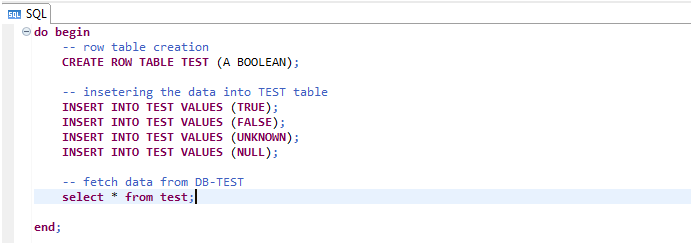 SQL SQL
do begin
-- row table creation
CREATE ROW TABLE TEST (A BOOLEAN);
-- insetering the data into TEST table
INSERT INTO TEST VALUES (TRUE);
INSERT INTO TEST VALUES (FALSE);
INSERT INTO TEST VALUES (UNKNOWN);
INSERT INTO TEST VALUES (NULL);
-- fetch data from DB-TEST
select * from test;
end;